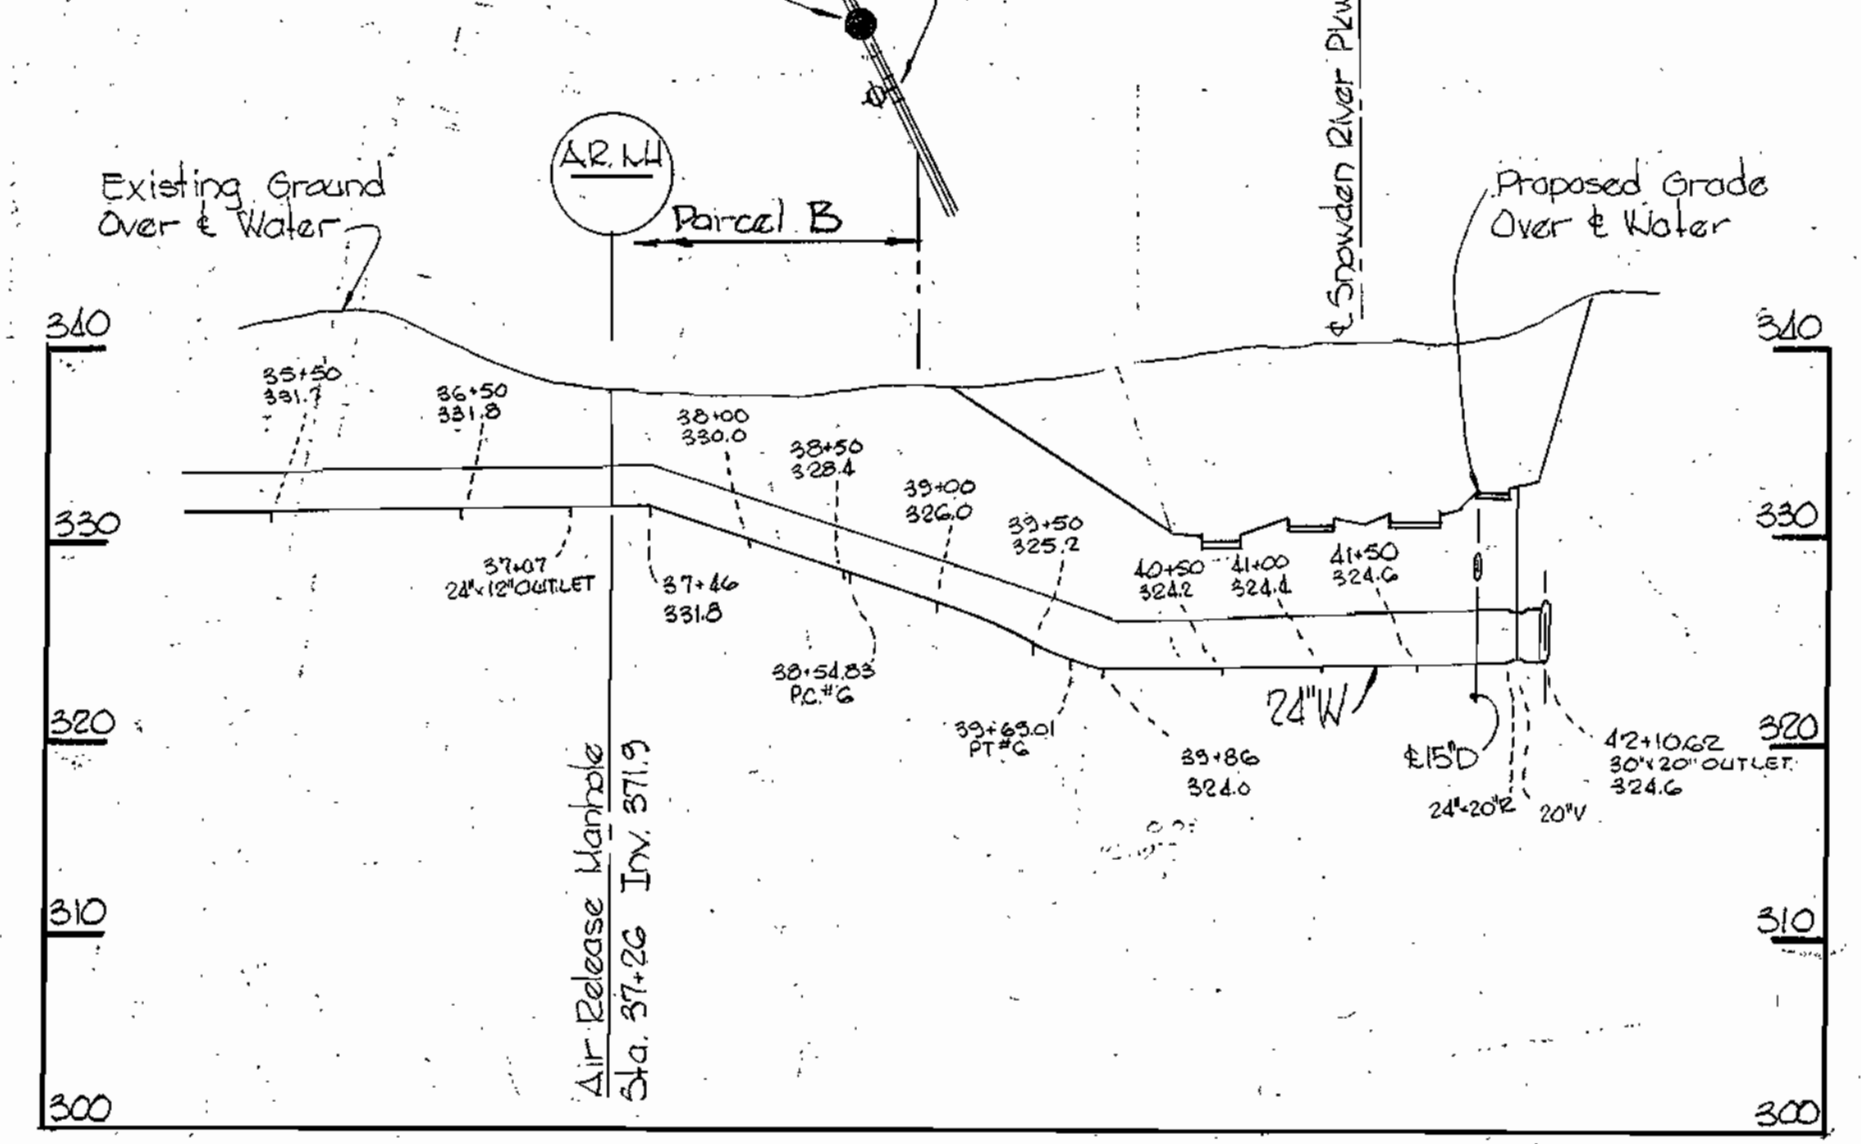 ℄ Snowden River Pkw
A.R. MH
Existing Ground
Over ℄ Water
Parcel B
Proposed Grade
Over ℄ Water
340
340
35+50
331.7
36+50
331.8
38+00
330.0
38+50
328.4
39+00
326.0
39+50
325.2
330
330
37+07
24"x12" OUTLET
37+46
331.8
40+50
324.2
41+00
324.4
41+50
324.6
38+54.83
P.C. #6
39+69.01
PT #6
39+86
324.0
24"W
℄ 15"D
24"x20"R
20"V
42+10.62
30"x20" OUTLET
324.6
320
320
Air Release Manhole
Sta. 37+26 Inv. 371.9
310
310
300
300